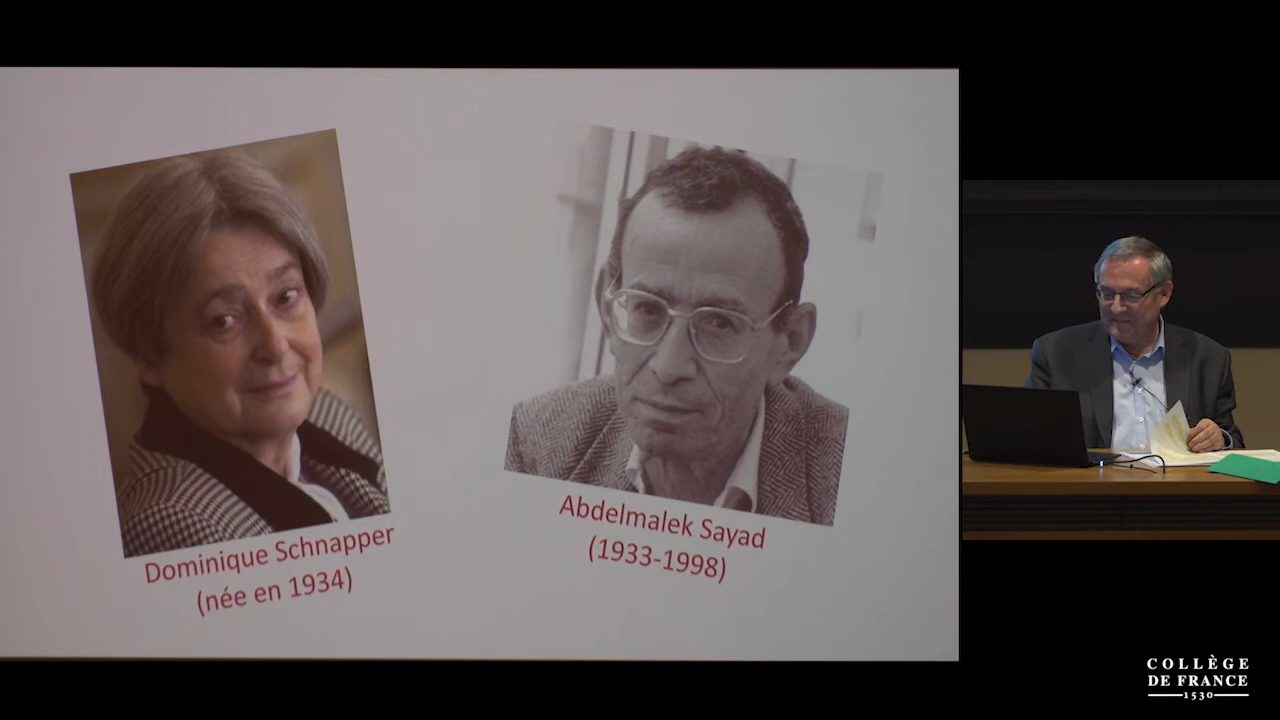 Dominique Schnapper
(née en 1934)
Abdelmalek Sayad
(1933-1998)
COLLÈGE
DE FRANCE
1530